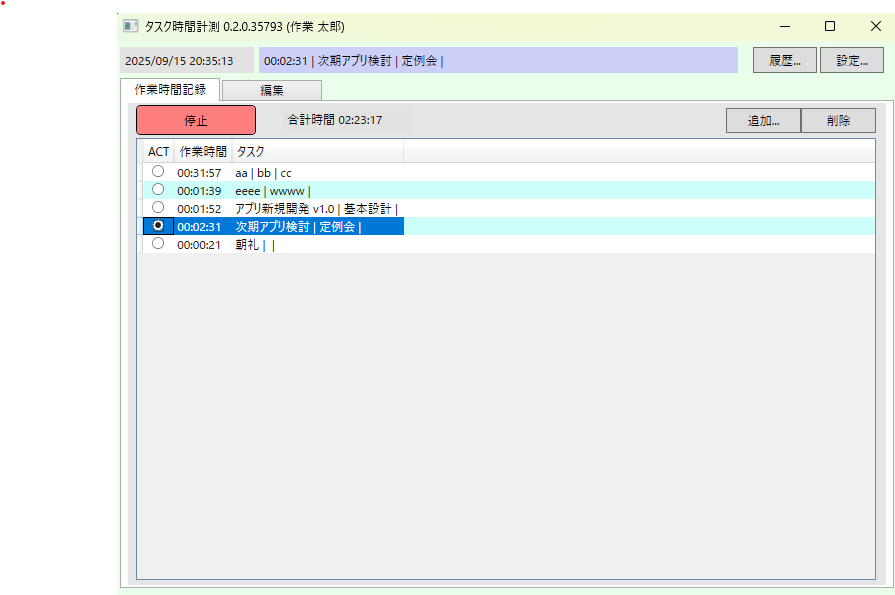 タスク時間計測 0.2.0.35793 (作業 太郎)
2025/09/15 20:35:13 00:02:31 | 次期アプリ検討 | 定例会 | 履歴... 設定...
作業時間記録 編集
停止 合計時間 02:23:17 追加... 削除
ACT 作業時間 タスク
00:31:57 aa | bb | cc
00:01:39 eeee | wwww |
00:01:52 アプリ新規開発 v1.0 | 基本設計 |
00:02:31 次期アプリ検討 | 定例会 |
00:00:21 朝礼 | |